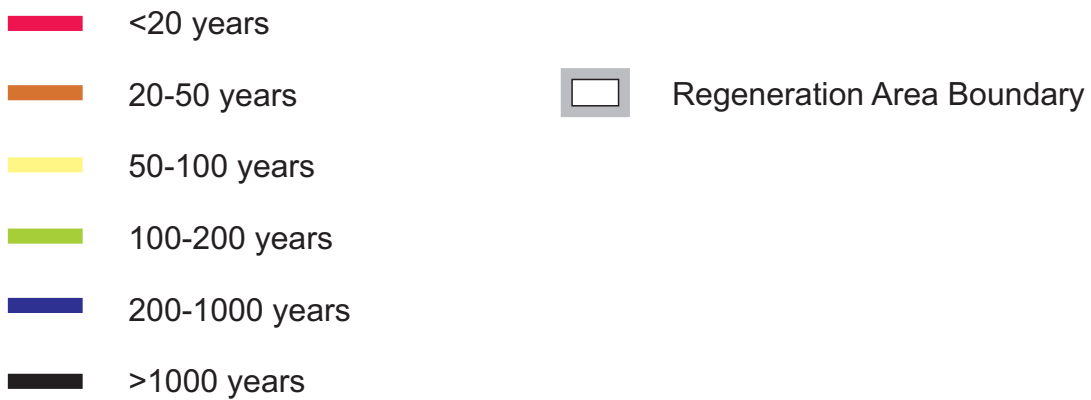 <20 years
20-50 years
Regeneration Area Boundary
50-100 years
100-200 years
200-1000 years
>1000 years